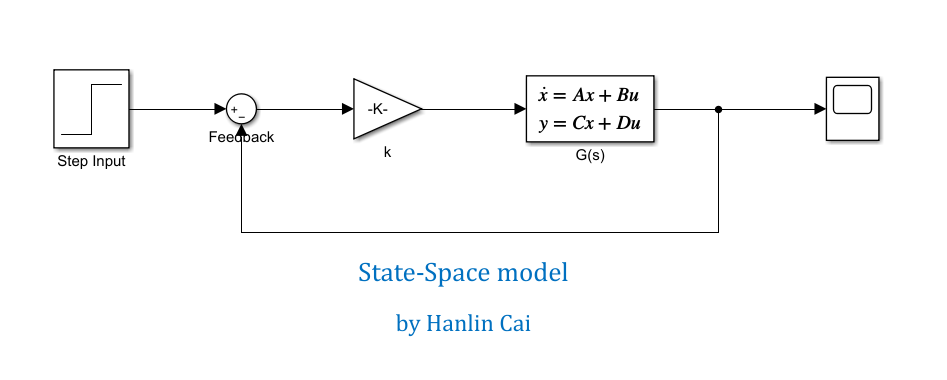 +
−
-K-
ẋ = Ax + Bu
y = Cx + Du
Feedback
k
G(s)
Step Input
State-Space model
by Hanlin Cai